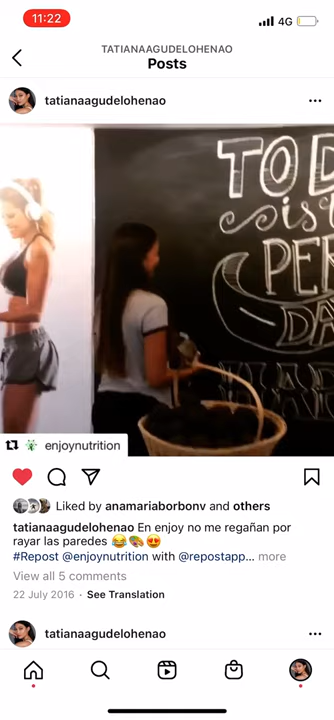 11:22
4G
TATIANAAGUDELOHENAO
Posts
tatianaagudelohenao
TOD
is
PER
DA
enjoynutrition
Liked by anamariaborbonv and others
tatianaagudelohenao En enjoy no me regañan por
rayar las paredes 😂🎨😍
#Repost @enjoynutrition with @repostapp... more
View all 5 comments
22 July 2016 · See Translation
tatianaagudelohenao